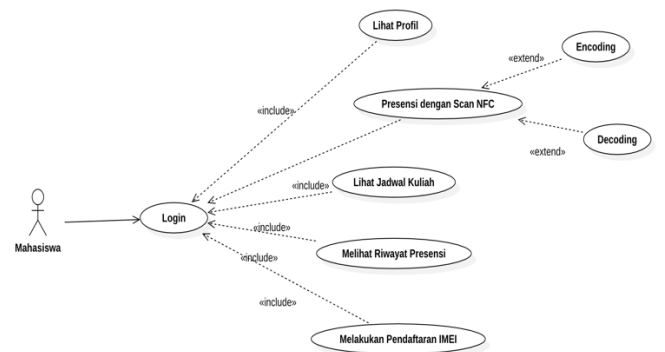 Lihat Profil
Encoding
«extend»
Presensi dengan Scan NFC
«include»
Decoding
«extend»
Lihat Jadwal Kuliah
«include»
Login
Mahasiswa
«include»
Melihat Riwayat Presensi
«include»
«include»
Melakukan Pendaftaran IMEI